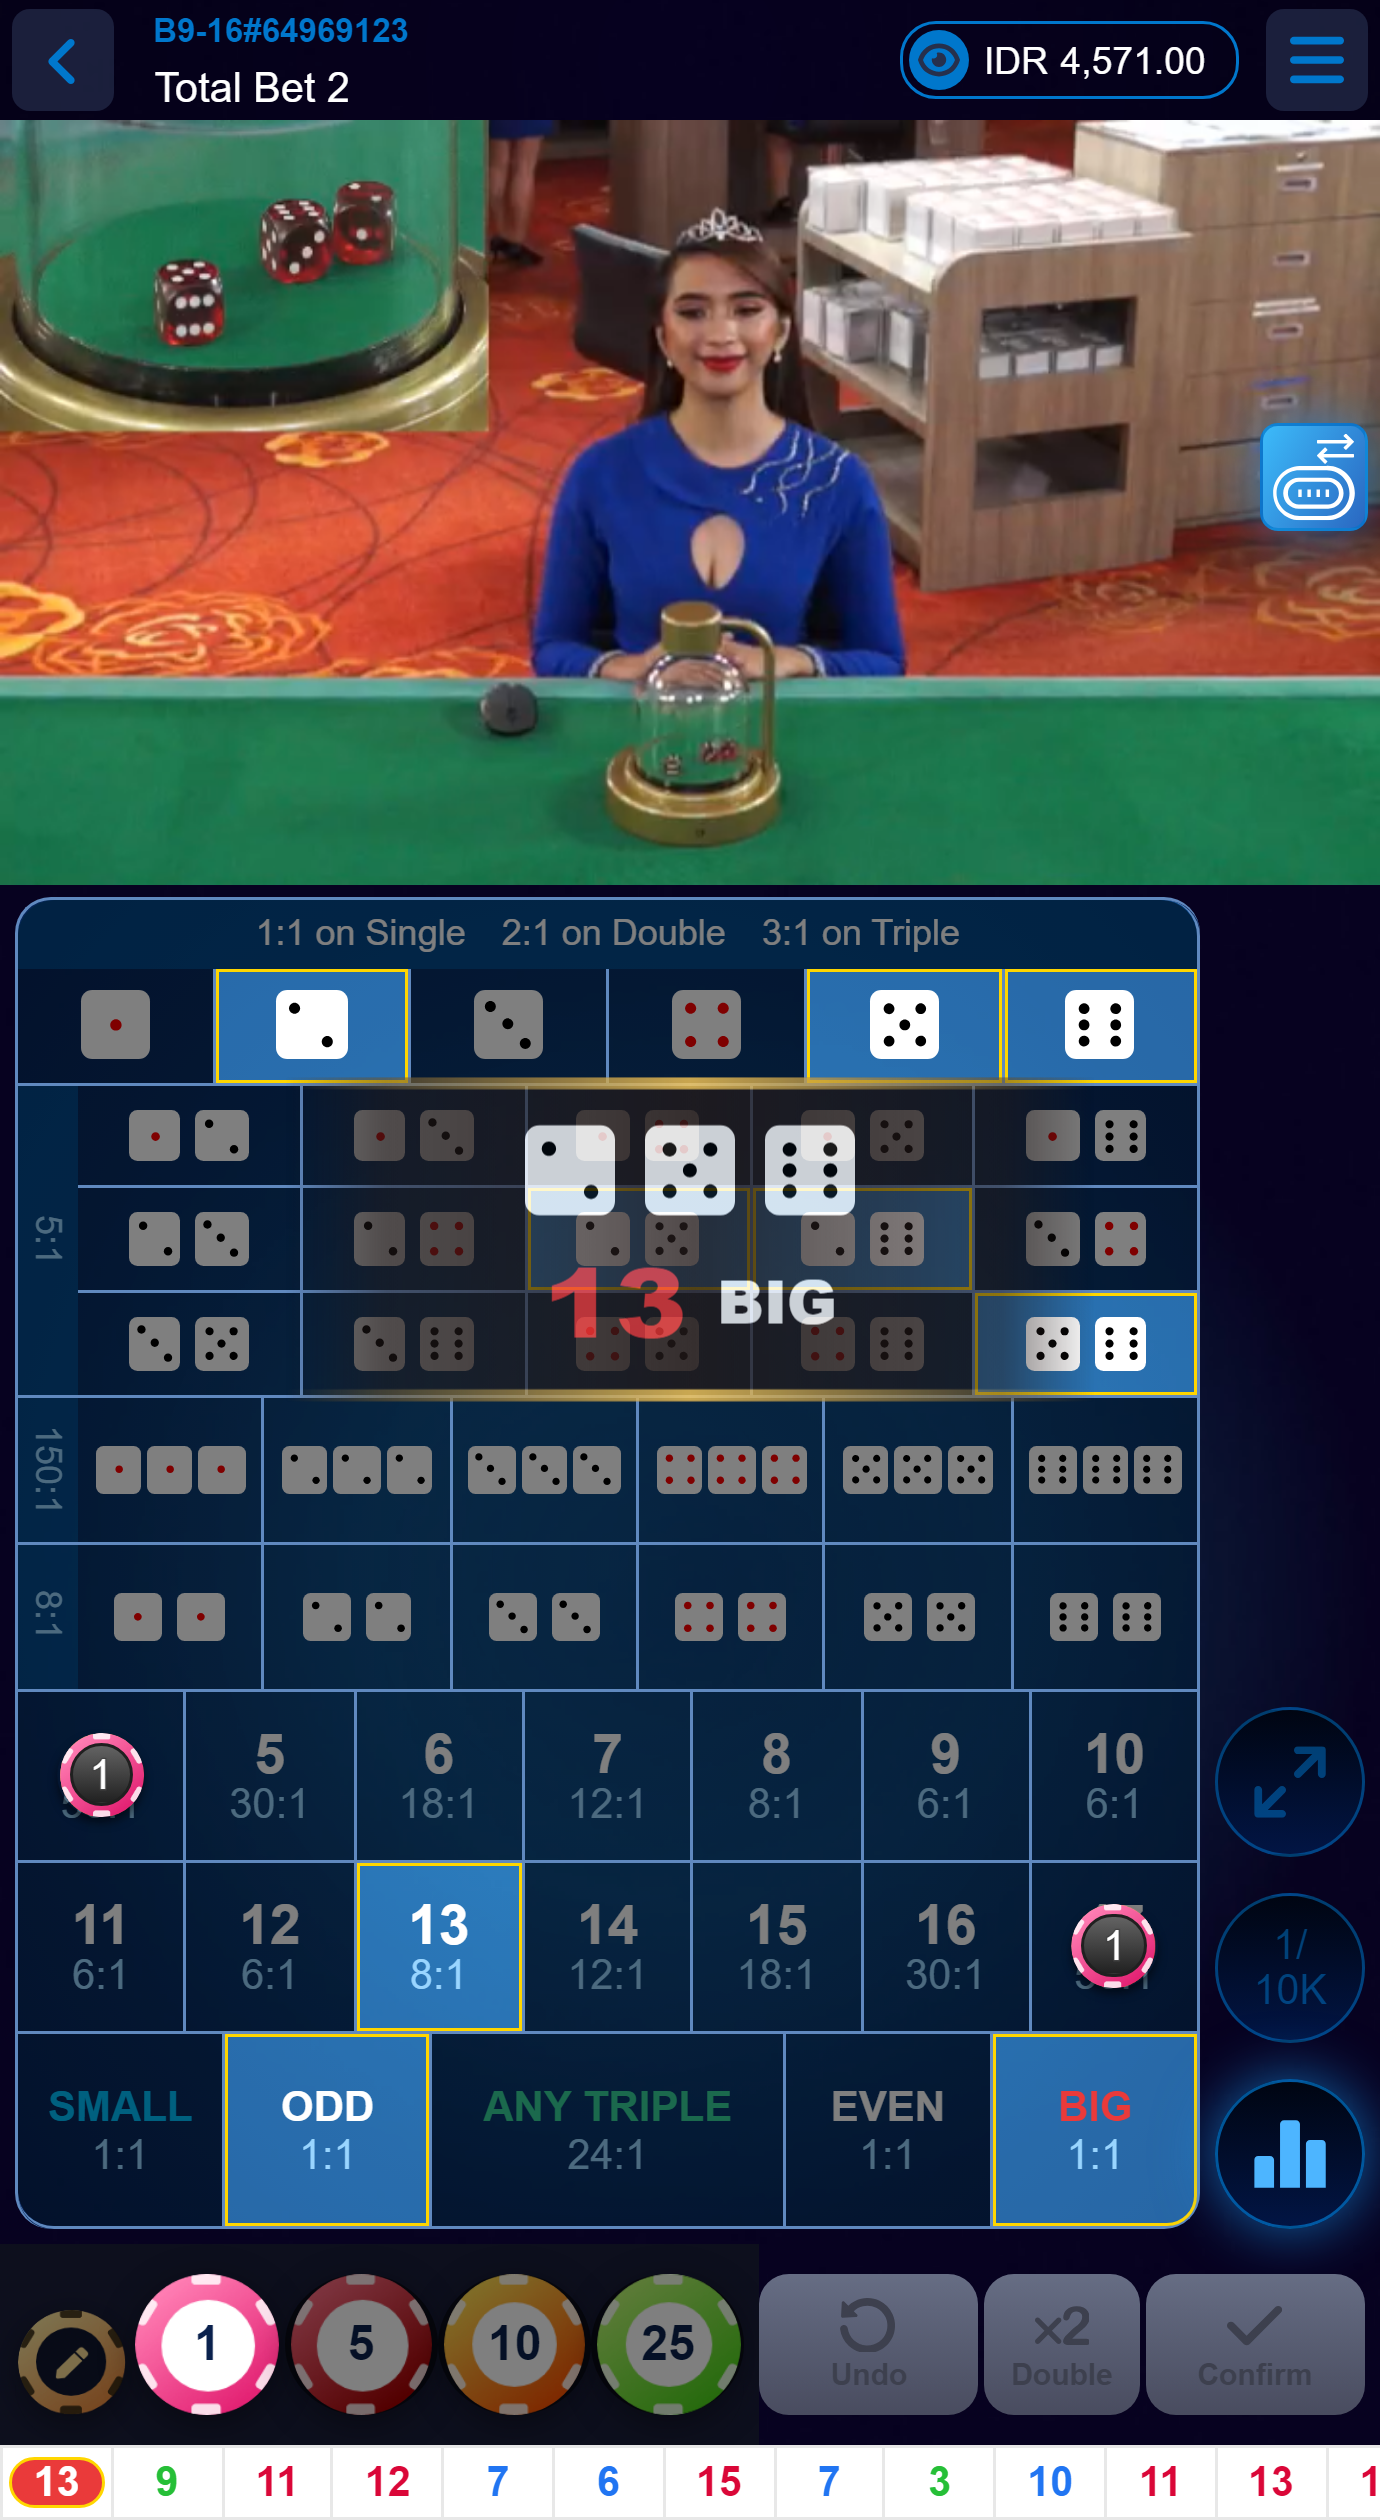 B9-16#64969123
Total Bet 2
IDR 4,571.00
1:1 on Single 2:1 on Double 3:1 on Triple
5:1
13 BIG
150:1
8:1
1
5 6 7 8 9 10
30:1 18:1 12:1 8:1 6:1 6:1
11 12 13 14 15 16
1
6:1 6:1 8:1 12:1 18:1 30:1
1/
10K
SMALL ODD ANY TRIPLE EVEN BIG
1:1 1:1 24:1 1:1 1:1
1 5 10 25
x2
Undo Double Confirm
13 9 11 12 7 6 15 7 3 10 11 13